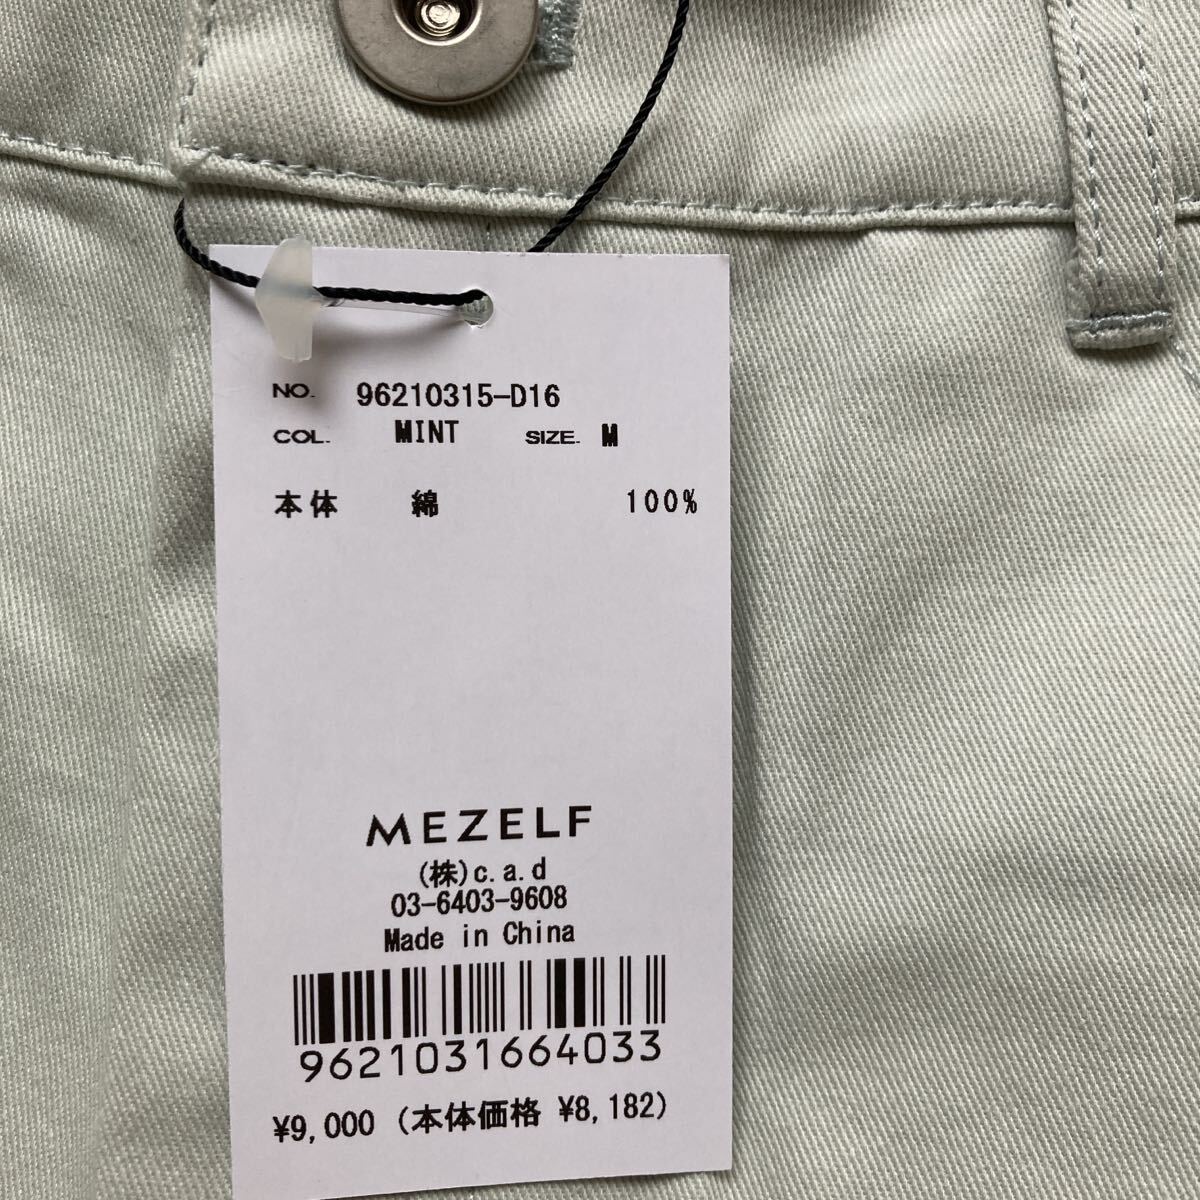 NO. 96210315-D16
COL. MINT SIZE. M
本体 綿 100%
MEZELF
(株)c.a.d
03-6403-9608
Made in China
9621031664033
¥9,000 (本体価格 ¥8,182)